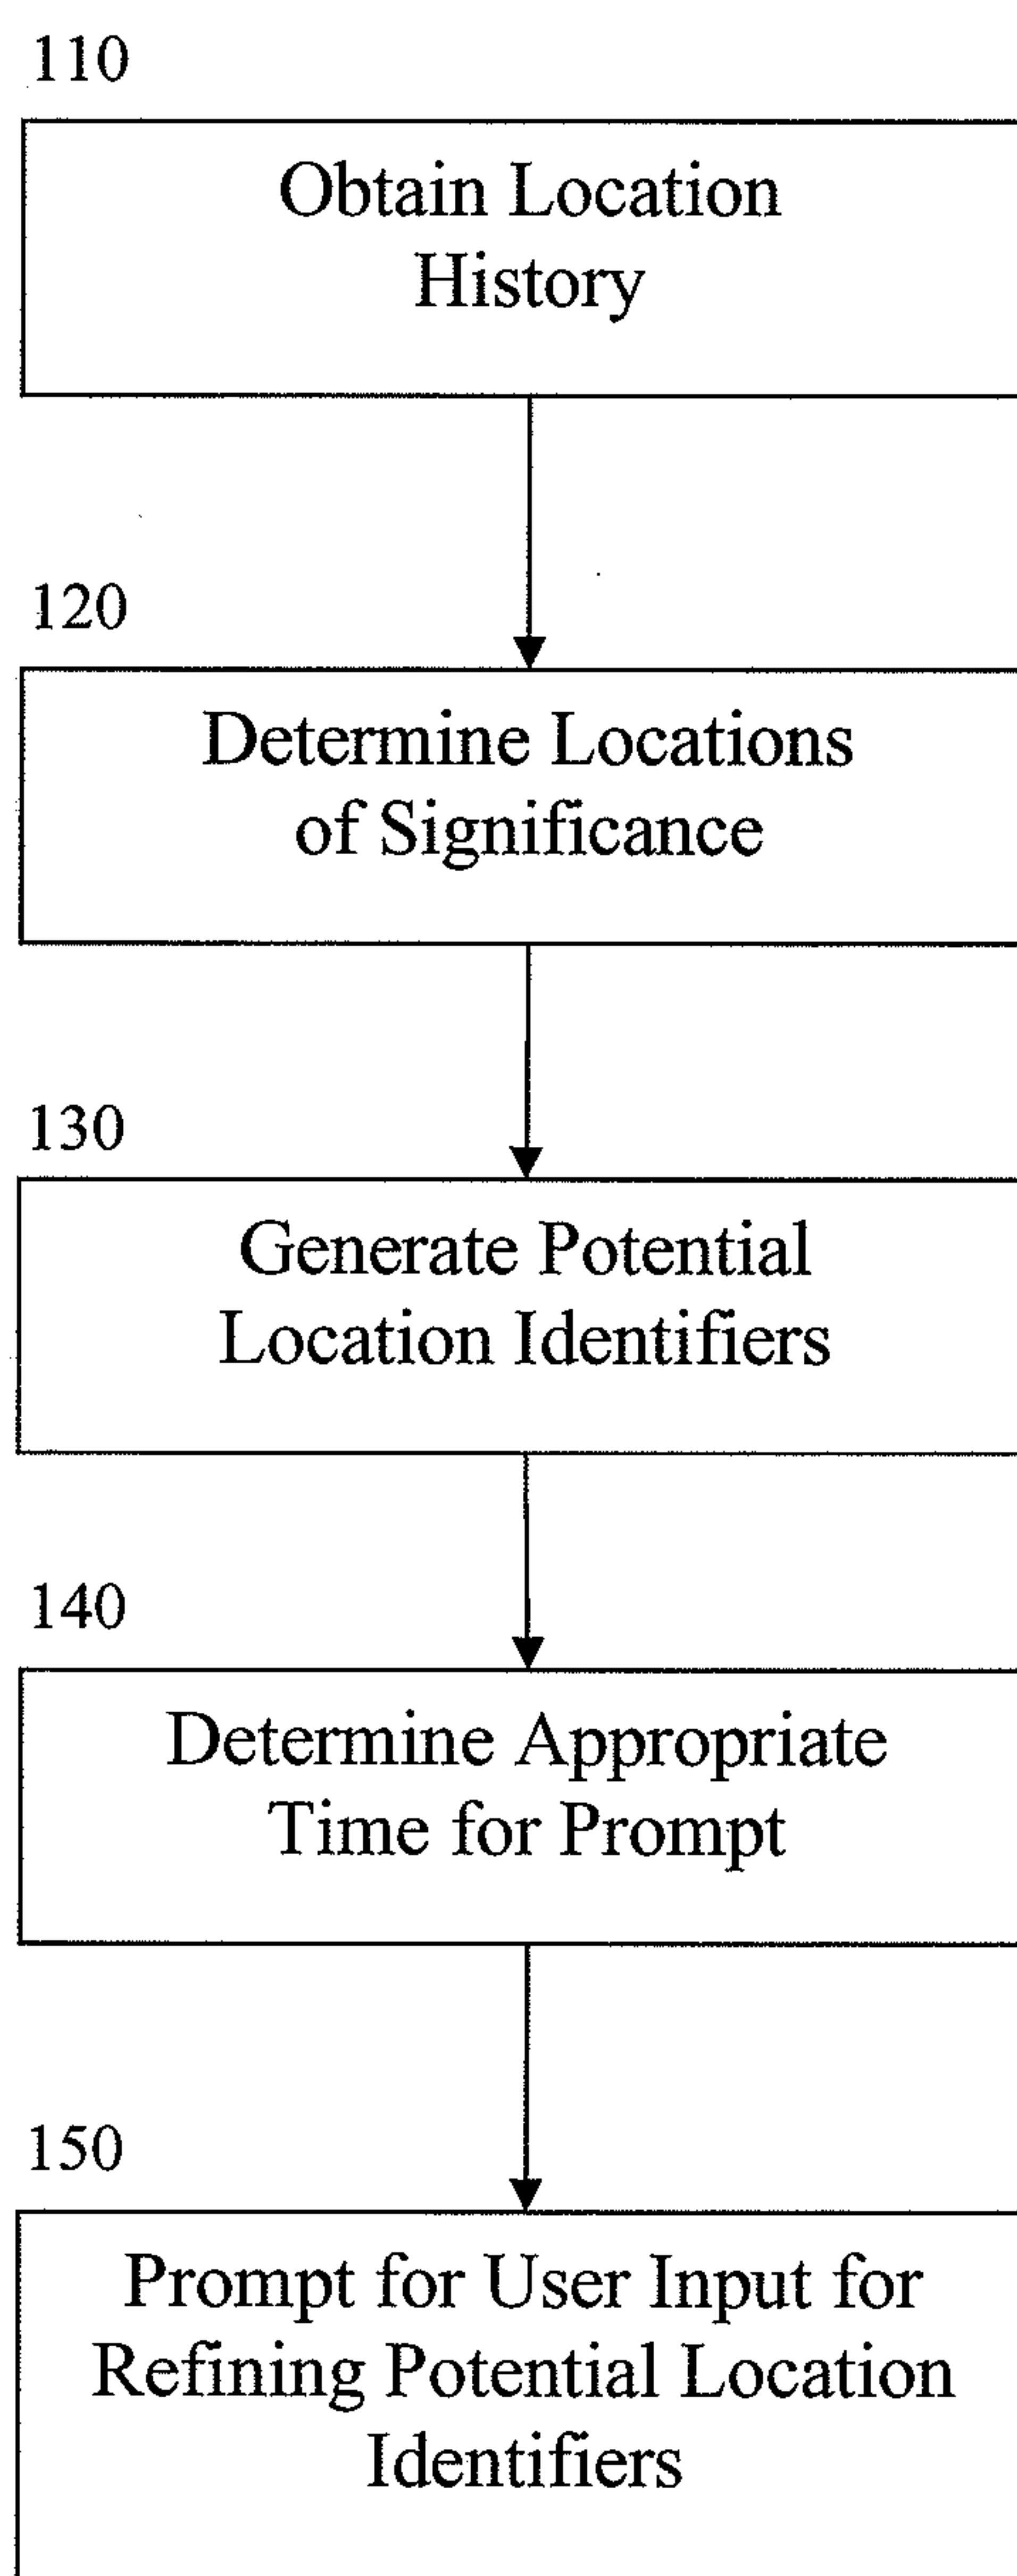 110
Obtain Location
History
120
Determine Locations
of Significance
130
Generate Potential
Location Identifiers
140
Determine Appropriate
Time for Prompt
150
Prompt for User Input for
Refining Potential Location
Identifiers